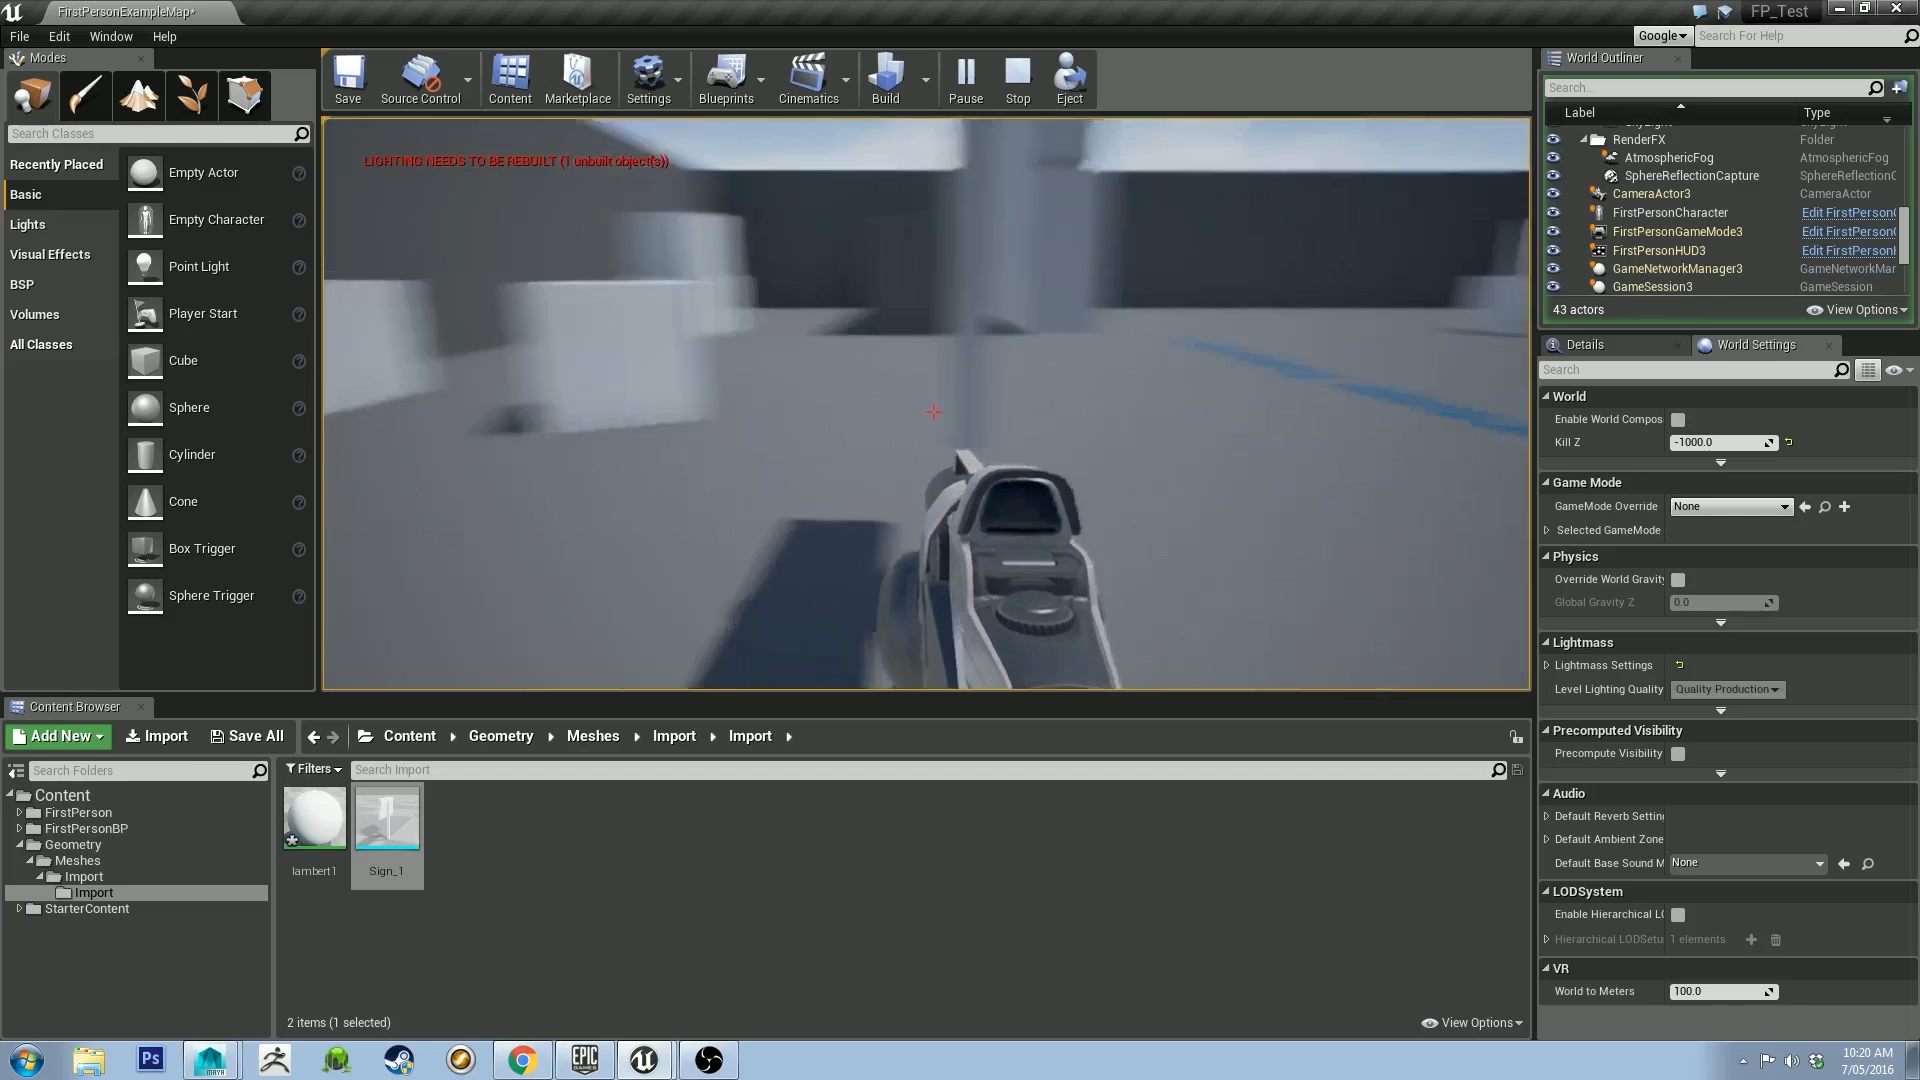 FirstPersonExampleMap*
FP_Test
File Edit Window Help
Google
Search For Help
Modes
Search Classes
Recently Placed
Basic
Lights
Visual Effects
BSP
Volumes
All Classes
Empty Actor
Empty Character
Point Light
Player Start
Cube
Sphere
Cylinder
Cone
Box Trigger
Sphere Trigger
Save
Source Control
Content
Marketplace
Settings
Blueprints
Cinematics
Build
Pause
Stop
Eject
LIGHTING NEEDS TO BE REBUILT (1 unbuilt object(s))
World Outliner
Search...
Label Type
RenderFX Folder
AtmosphericFog AtmosphericFog
SphereReflectionCapture SphereReflectionC
CameraActor3 CameraActor
FirstPersonCharacter Edit FirstPerson
FirstPersonGameMode3 Edit FirstPerson
FirstPersonHUD3 Edit FirstPerson
GameNetworkManager3 GameNetworkMar
GameSession3 GameSession
43 actors
View Options
Details
World Settings
Search
World
Enable World Compos
Kill Z -1000.0
Game Mode
GameMode Override None
Selected GameMode
Physics
Override World Gravity
Global Gravity Z 0.0
Lightmass
Lightmass Settings
Level Lighting Quality Quality Production
Precomputed Visibility
Precompute Visibility
Audio
Default Reverb Setting
Default Ambient Zone
Default Base Sound M None
LODSystem
Enable Hierarchical LO
Hierarchical LODSetu 1 elements
VR
World to Meters 100.0
Content Browser
Add New
Import
Save All
Content Geometry Meshes Import Import
Search Folders
Filters
Search Import
Content
FirstPerson
FirstPersonBP
Geometry
Meshes
Import
Import
StarterContent
lambert1
Sign_1
2 items (1 selected)
View Options
Ps
MAYA
EPIC
GAMES
10:20 AM
7/05/2016